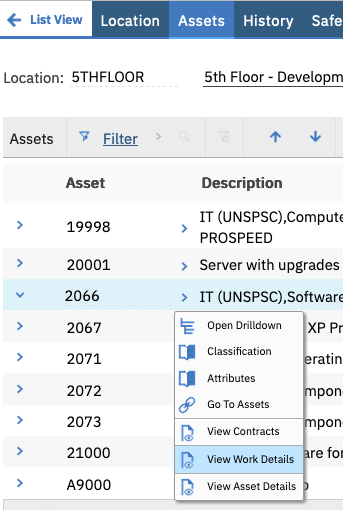 List View Location Assets History Safe
Location: 5THFLOOR 5th Floor - Developm
Assets Filter
Asset Description
19998 IT (UNSPSC),Compute
PROSPEED
20001 Server with upgrades
2066 IT (UNSPSC),Software
Open Drilldown
2067 XP Pr
Classification
2071 eratin
Attributes
2072 mpone
Go To Assets
2073 mpone
View Contracts
21000 are for
View Work Details
A9000
View Asset Details